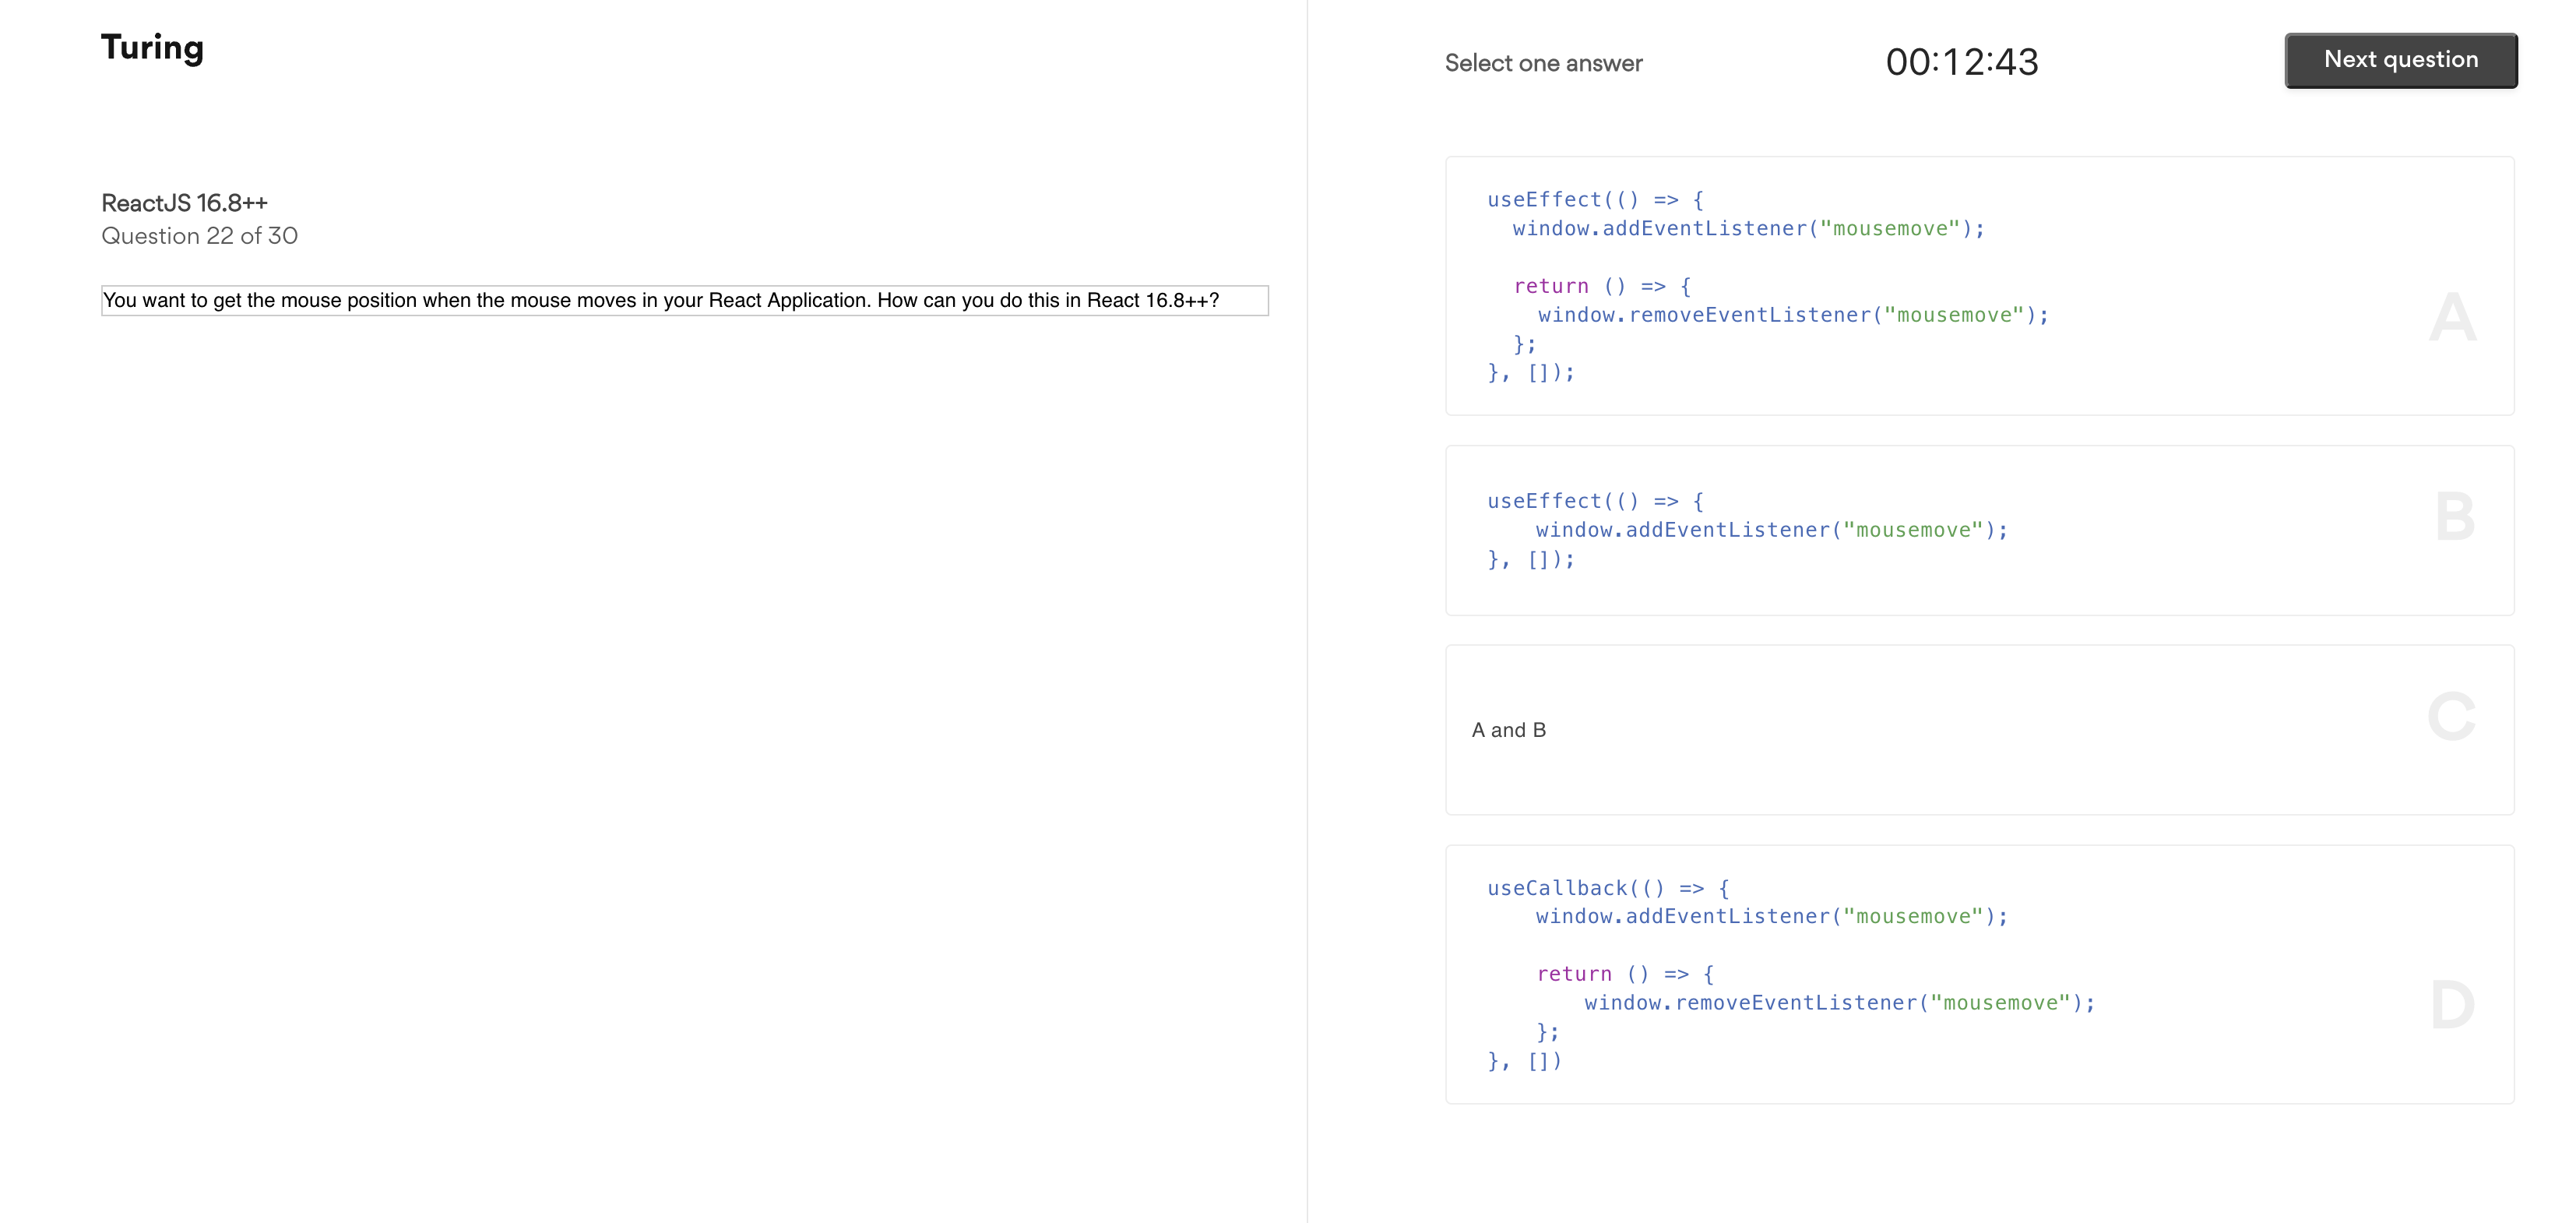 Turing
ReactJS 16.8++
Question 22 of 30
You want to get the mouse position when the mouse moves in your React Application. How can you do this in React 16.8++?
Select one answer
00:12:43
Next question
useEffect(() => {
  window.addEventListener("mousemove");

  return () => {
    window.removeEventListener("mousemove");
  };
}, []);
A
useEffect(() => {
    window.addEventListener("mousemove");
}, []);
B
A and B
C
useCallback(() => {
    window.addEventListener("mousemove");

    return () => {
        window.removeEventListener("mousemove");
    };
}, [])
D